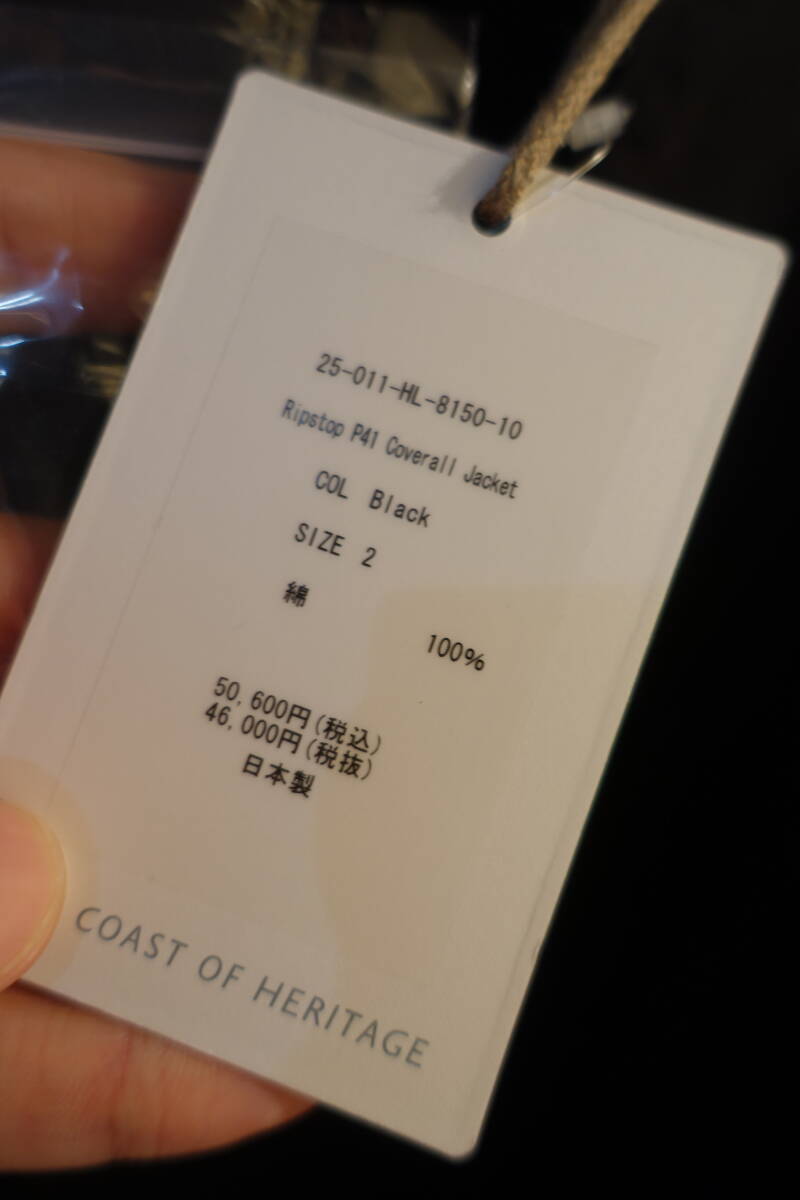 25-011-HL-8150-10
Ripstop P41 Coverall Jacket
COL Black
SIZE 2
綿 100%
50,600円(税込)
46,000円(税抜)
日本製
COAST OF HERITAGE